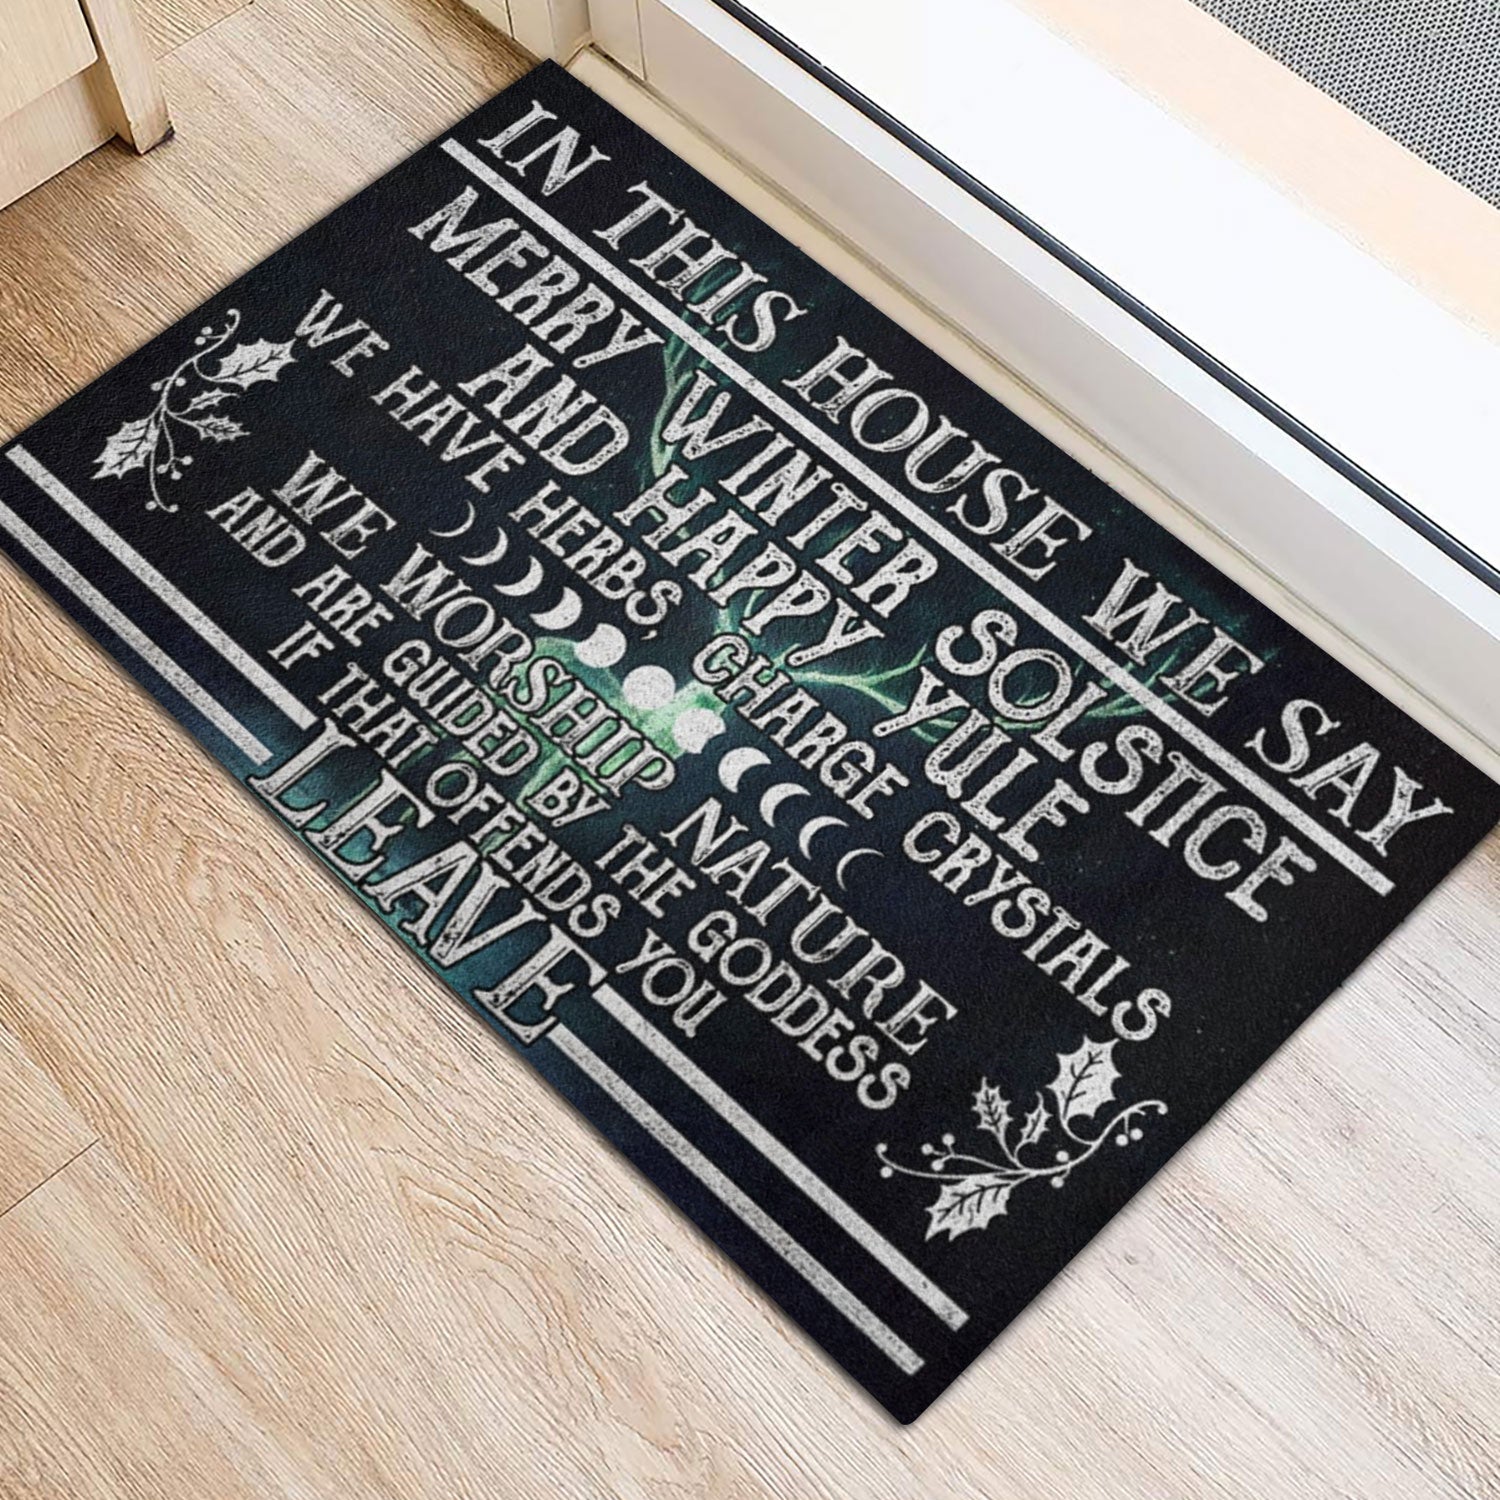 IN THIS HOUSE WE SAY
MERRY WINTER SOLSTICE
AND HAPPY YULE
WE HAVE HERBS, CHARGE CRYSTALS
WE WORSHIP NATURE
AND ARE GUIDED BY THE GODDESS
IF THAT OFFENDS YOU
LEAVE